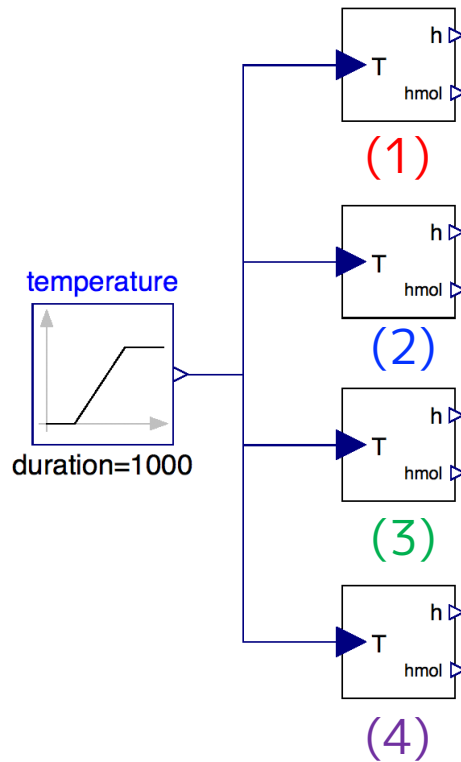 h
T
hmol
(1)
h
T
hmol
(2)
temperature
duration=1000
h
T
hmol
(3)
h
T
hmol
(4)